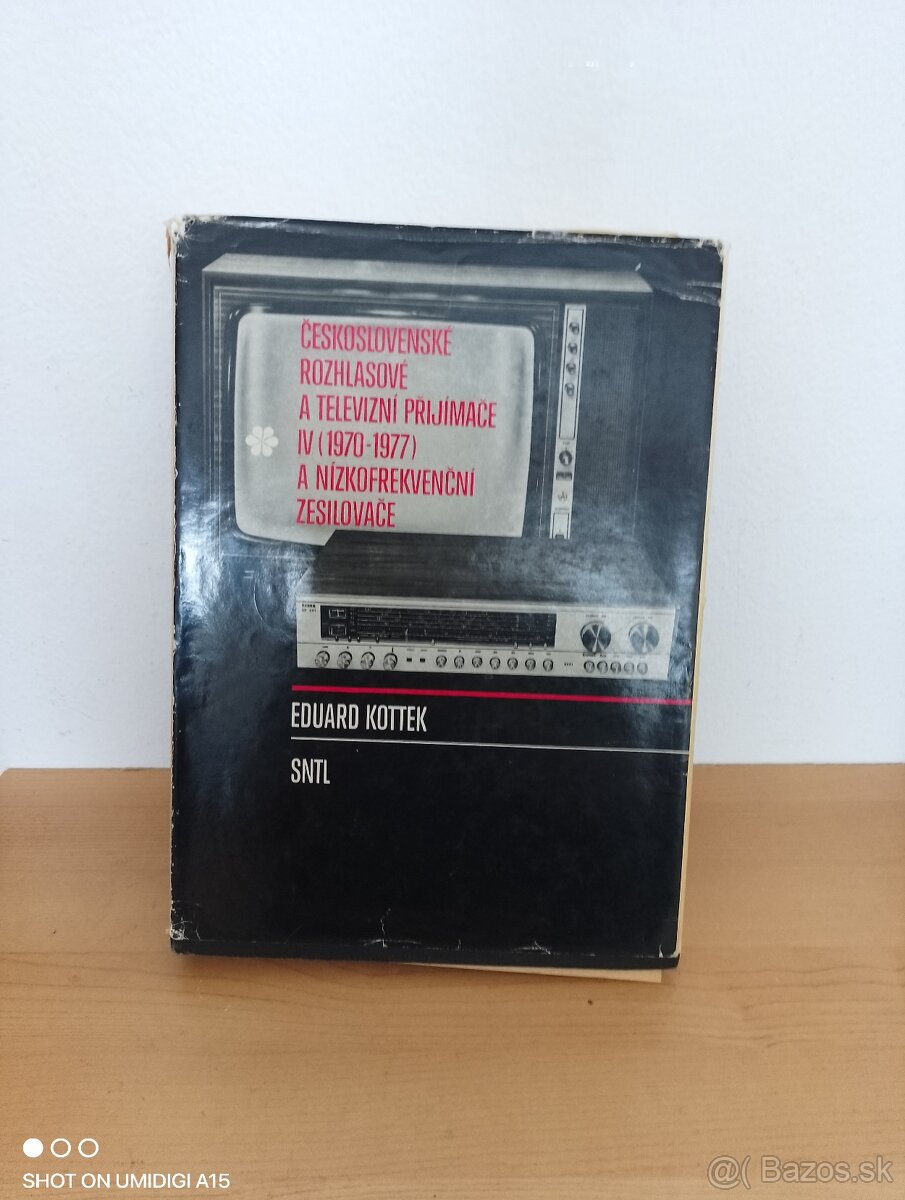 ČESKOSLOVENSKÉ
ROZHLASOVÉ
A TELEVIZNÍ PŘIJÍMAČE
IV (1970-1977)
A NÍZKOFREKVENČNÍ
ZESILOVAČE
EDUARD KOTTEK
SNTL
SHOT ON UMIDIGI A15
@( Bazos.sk